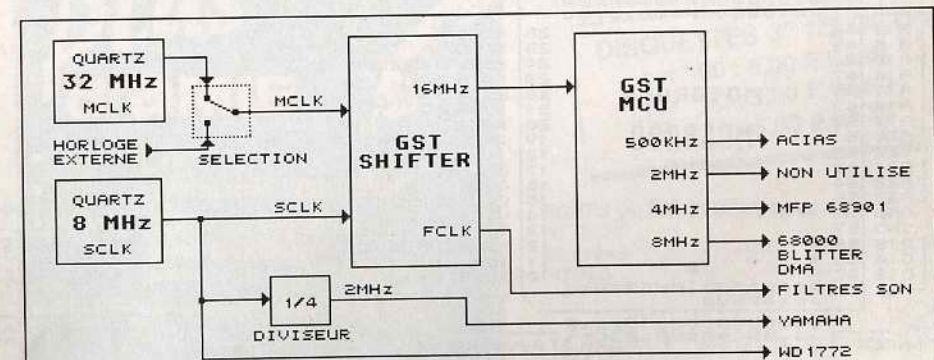 QUARTZ
32 MHz
MCLK
HORLOGE
EXTERNE
SELECTION
MCLK
QUARTZ
8 MHz
SCLK
SCLK
1/4
DIVISEUR
2MHz
GST
SHIFTER
16MHz
FCLK
GST
MCU
500KHz
2MHz
4MHz
8MHz
ACIAS
NON UTILISE
MFP 68901
68000
BLITTER
DMA
FILTRES SON
YAMAHA
WD1772